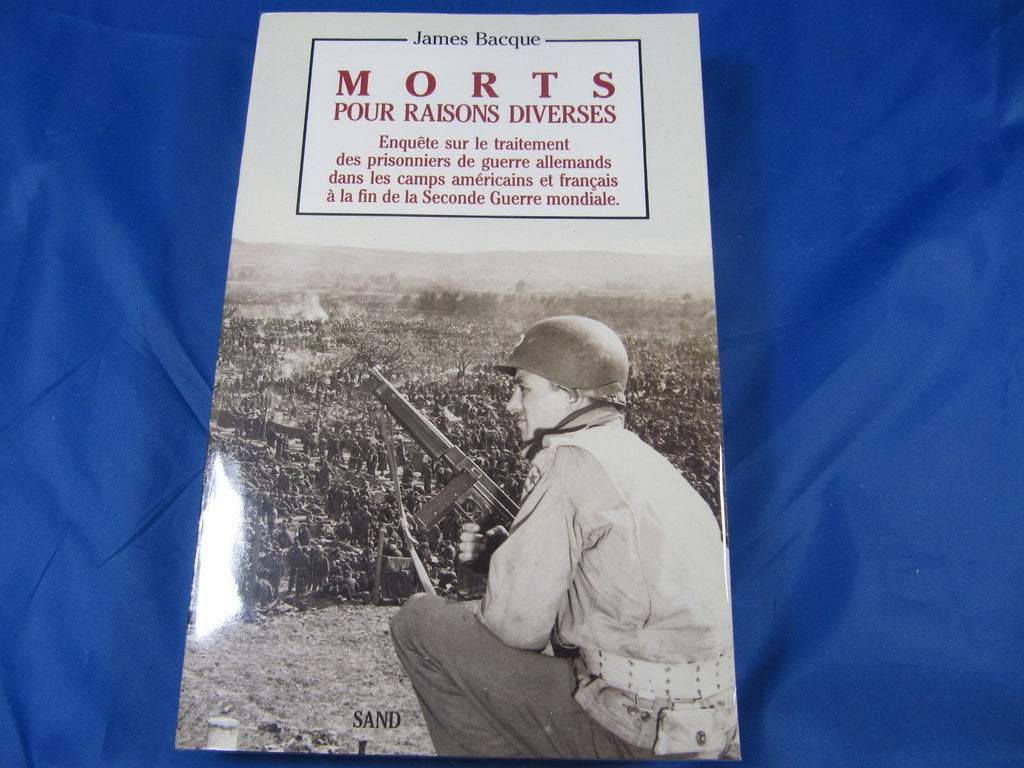 James Bacque
MORTS
POUR RAISONS DIVERSES
Enquête sur le traitement
des prisonniers de guerre allemands
dans les camps américains et français
à la fin de la Seconde Guerre mondiale.
SAND